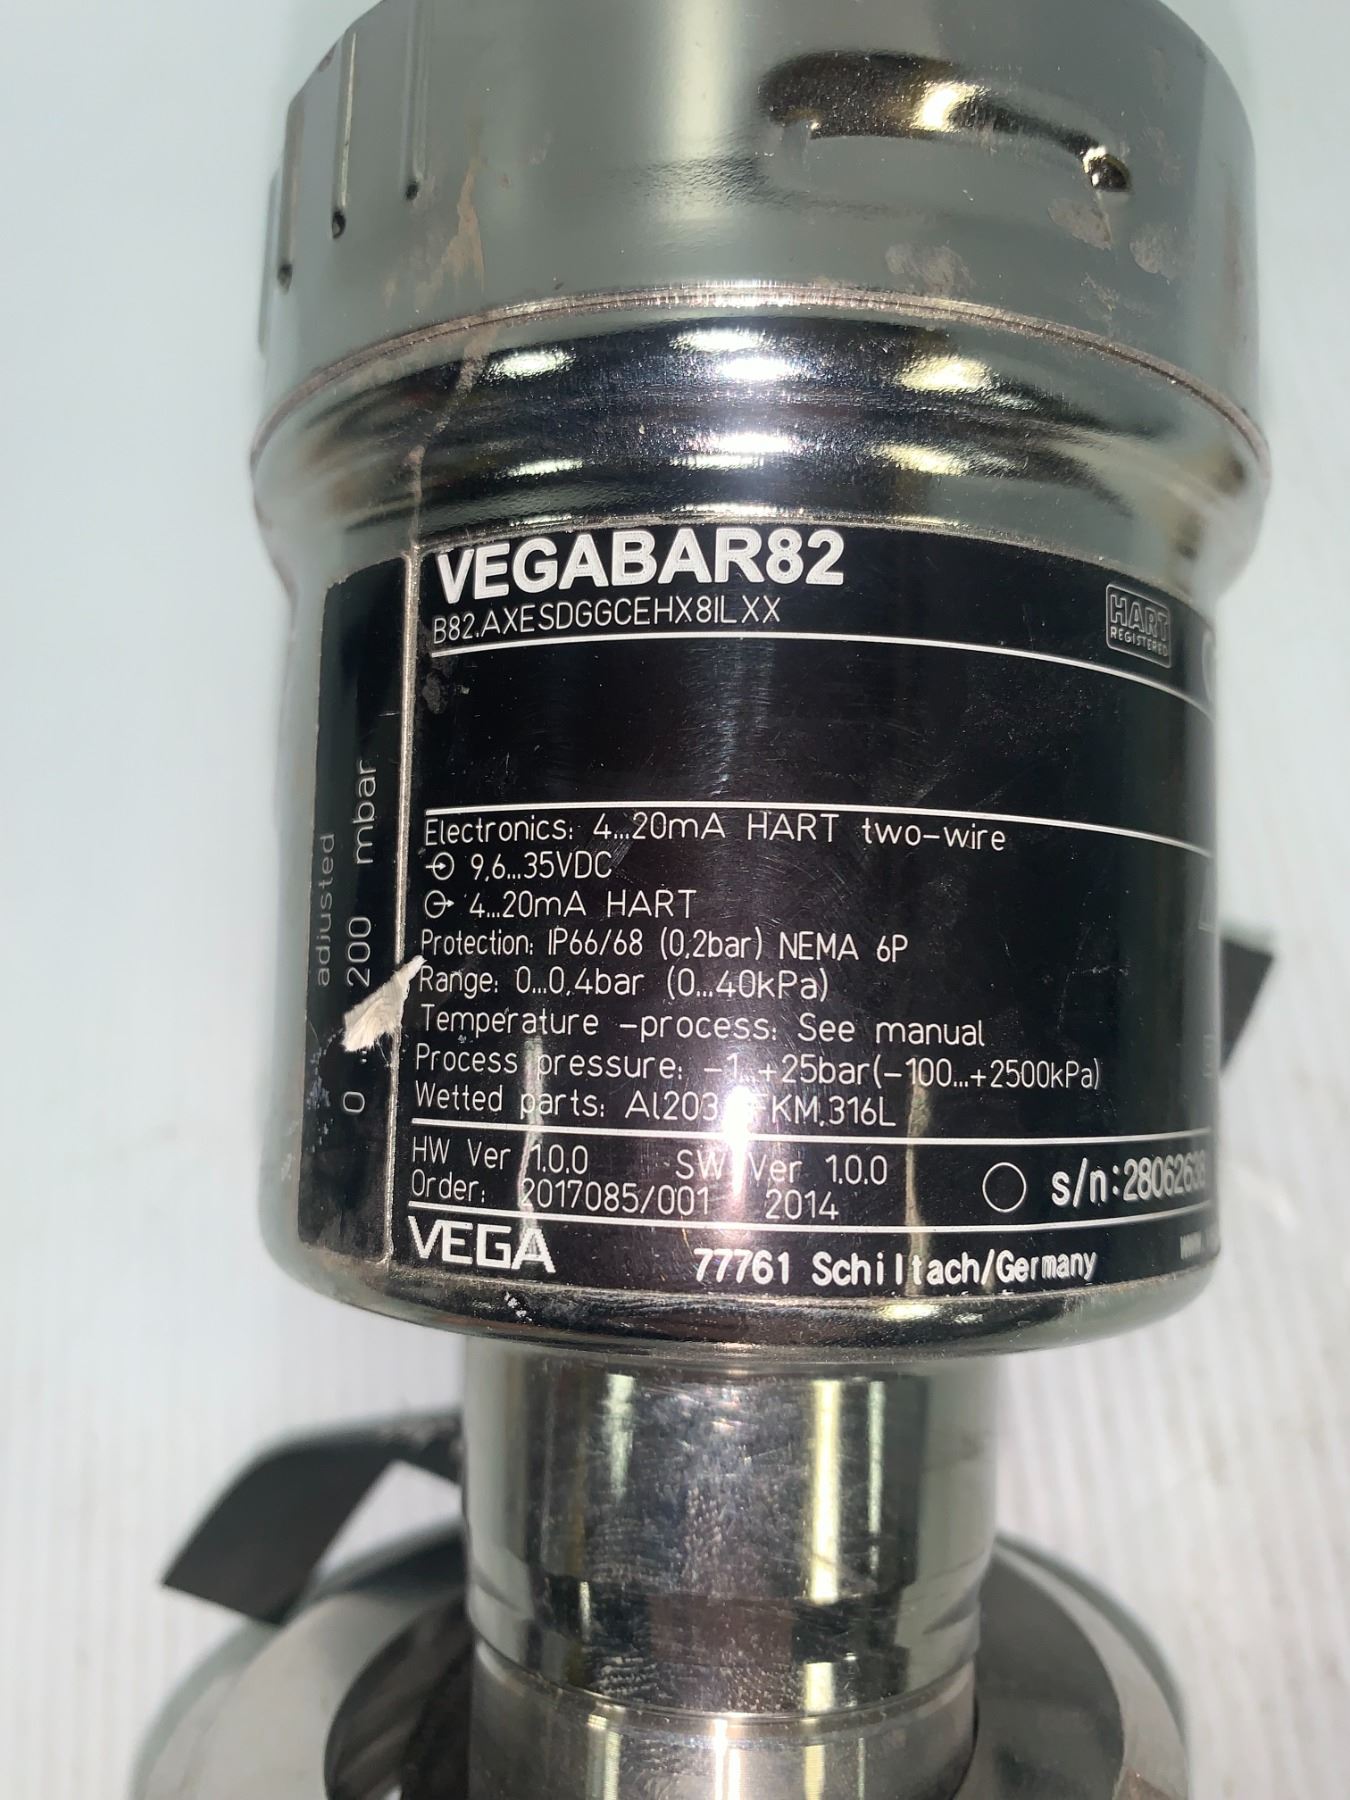 VEGABAR82
B82.AXESDGGCEHX8ILXX
HART
REGISTERED
Electronics: 4...20mA HART two-wire
9,6...35VDC
4...20mA HART
Protection: IP66/68 (0,2bar) NEMA 6P
Range: 0...0,4bar (0...40kPa)
Temperature -process: See manual
Process pressure: -1...+25bar(-100...+2500kPa)
Wetted parts: Al2O3, FKM,316L
HW Ver 1.0.0 SW Ver 1.0.0
Order: 2017085/001 2014
s/n:28062638
VEGA
77761 Schiltach/Germany
adjusted
0 200 mbar